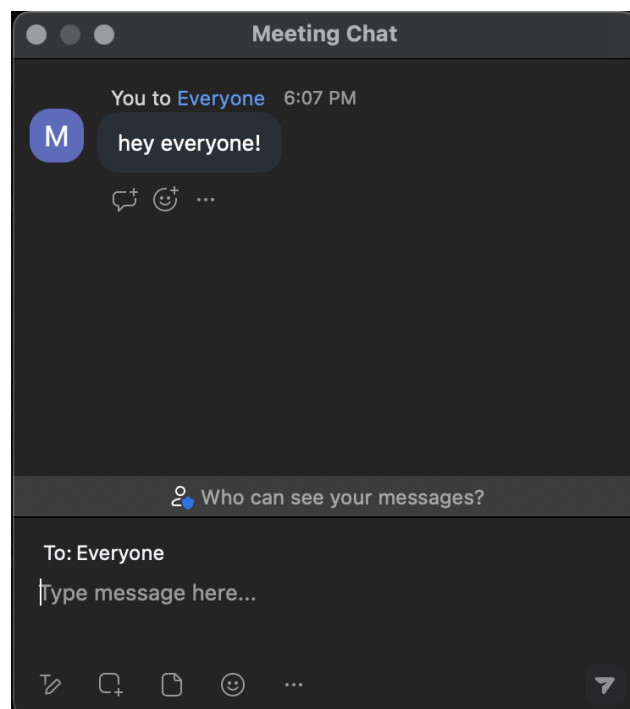 Meeting Chat
You to Everyone 6:07 PM
M
hey everyone!
Who can see your messages?
To: Everyone
Type message here...